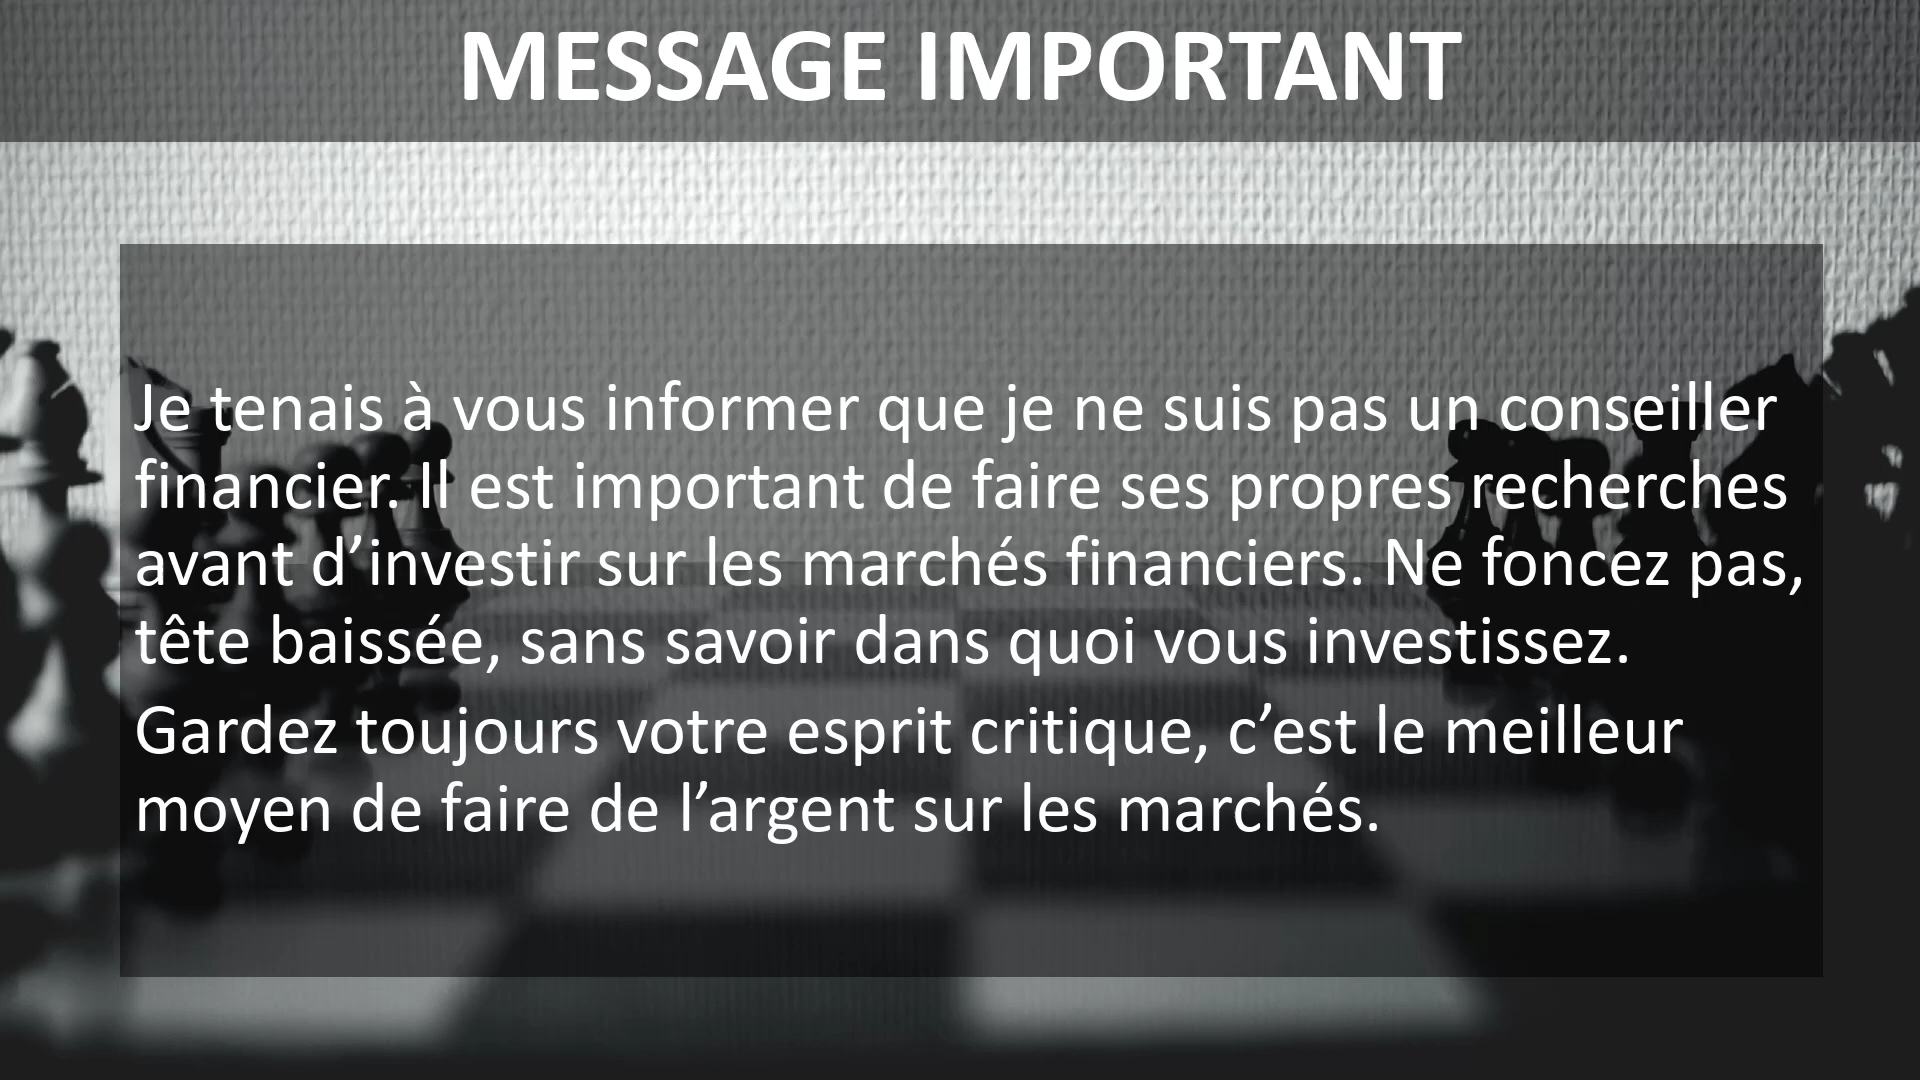 MESSAGE IMPORTANT
Je tenais à vous informer que je ne suis pas un conseiller
financier. Il est important de faire ses propres recherches
avant d’investir sur les marchés financiers. Ne foncez pas,
tête baissée, sans savoir dans quoi vous investissez.
Gardez toujours votre esprit critique, c’est le meilleur
moyen de faire de l’argent sur les marchés.